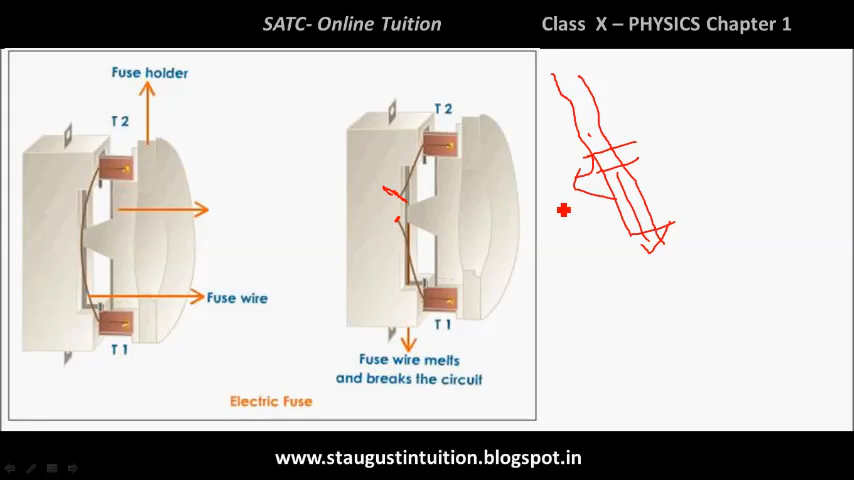 SATC- Online Tuition
Class X – PHYSICS Chapter 1
Fuse holder
T 2
Fuse wire
T 1
T 2
T 1
Fuse wire melts
and breaks the circuit
Electric Fuse
www.staugustintuition.blogspot.in